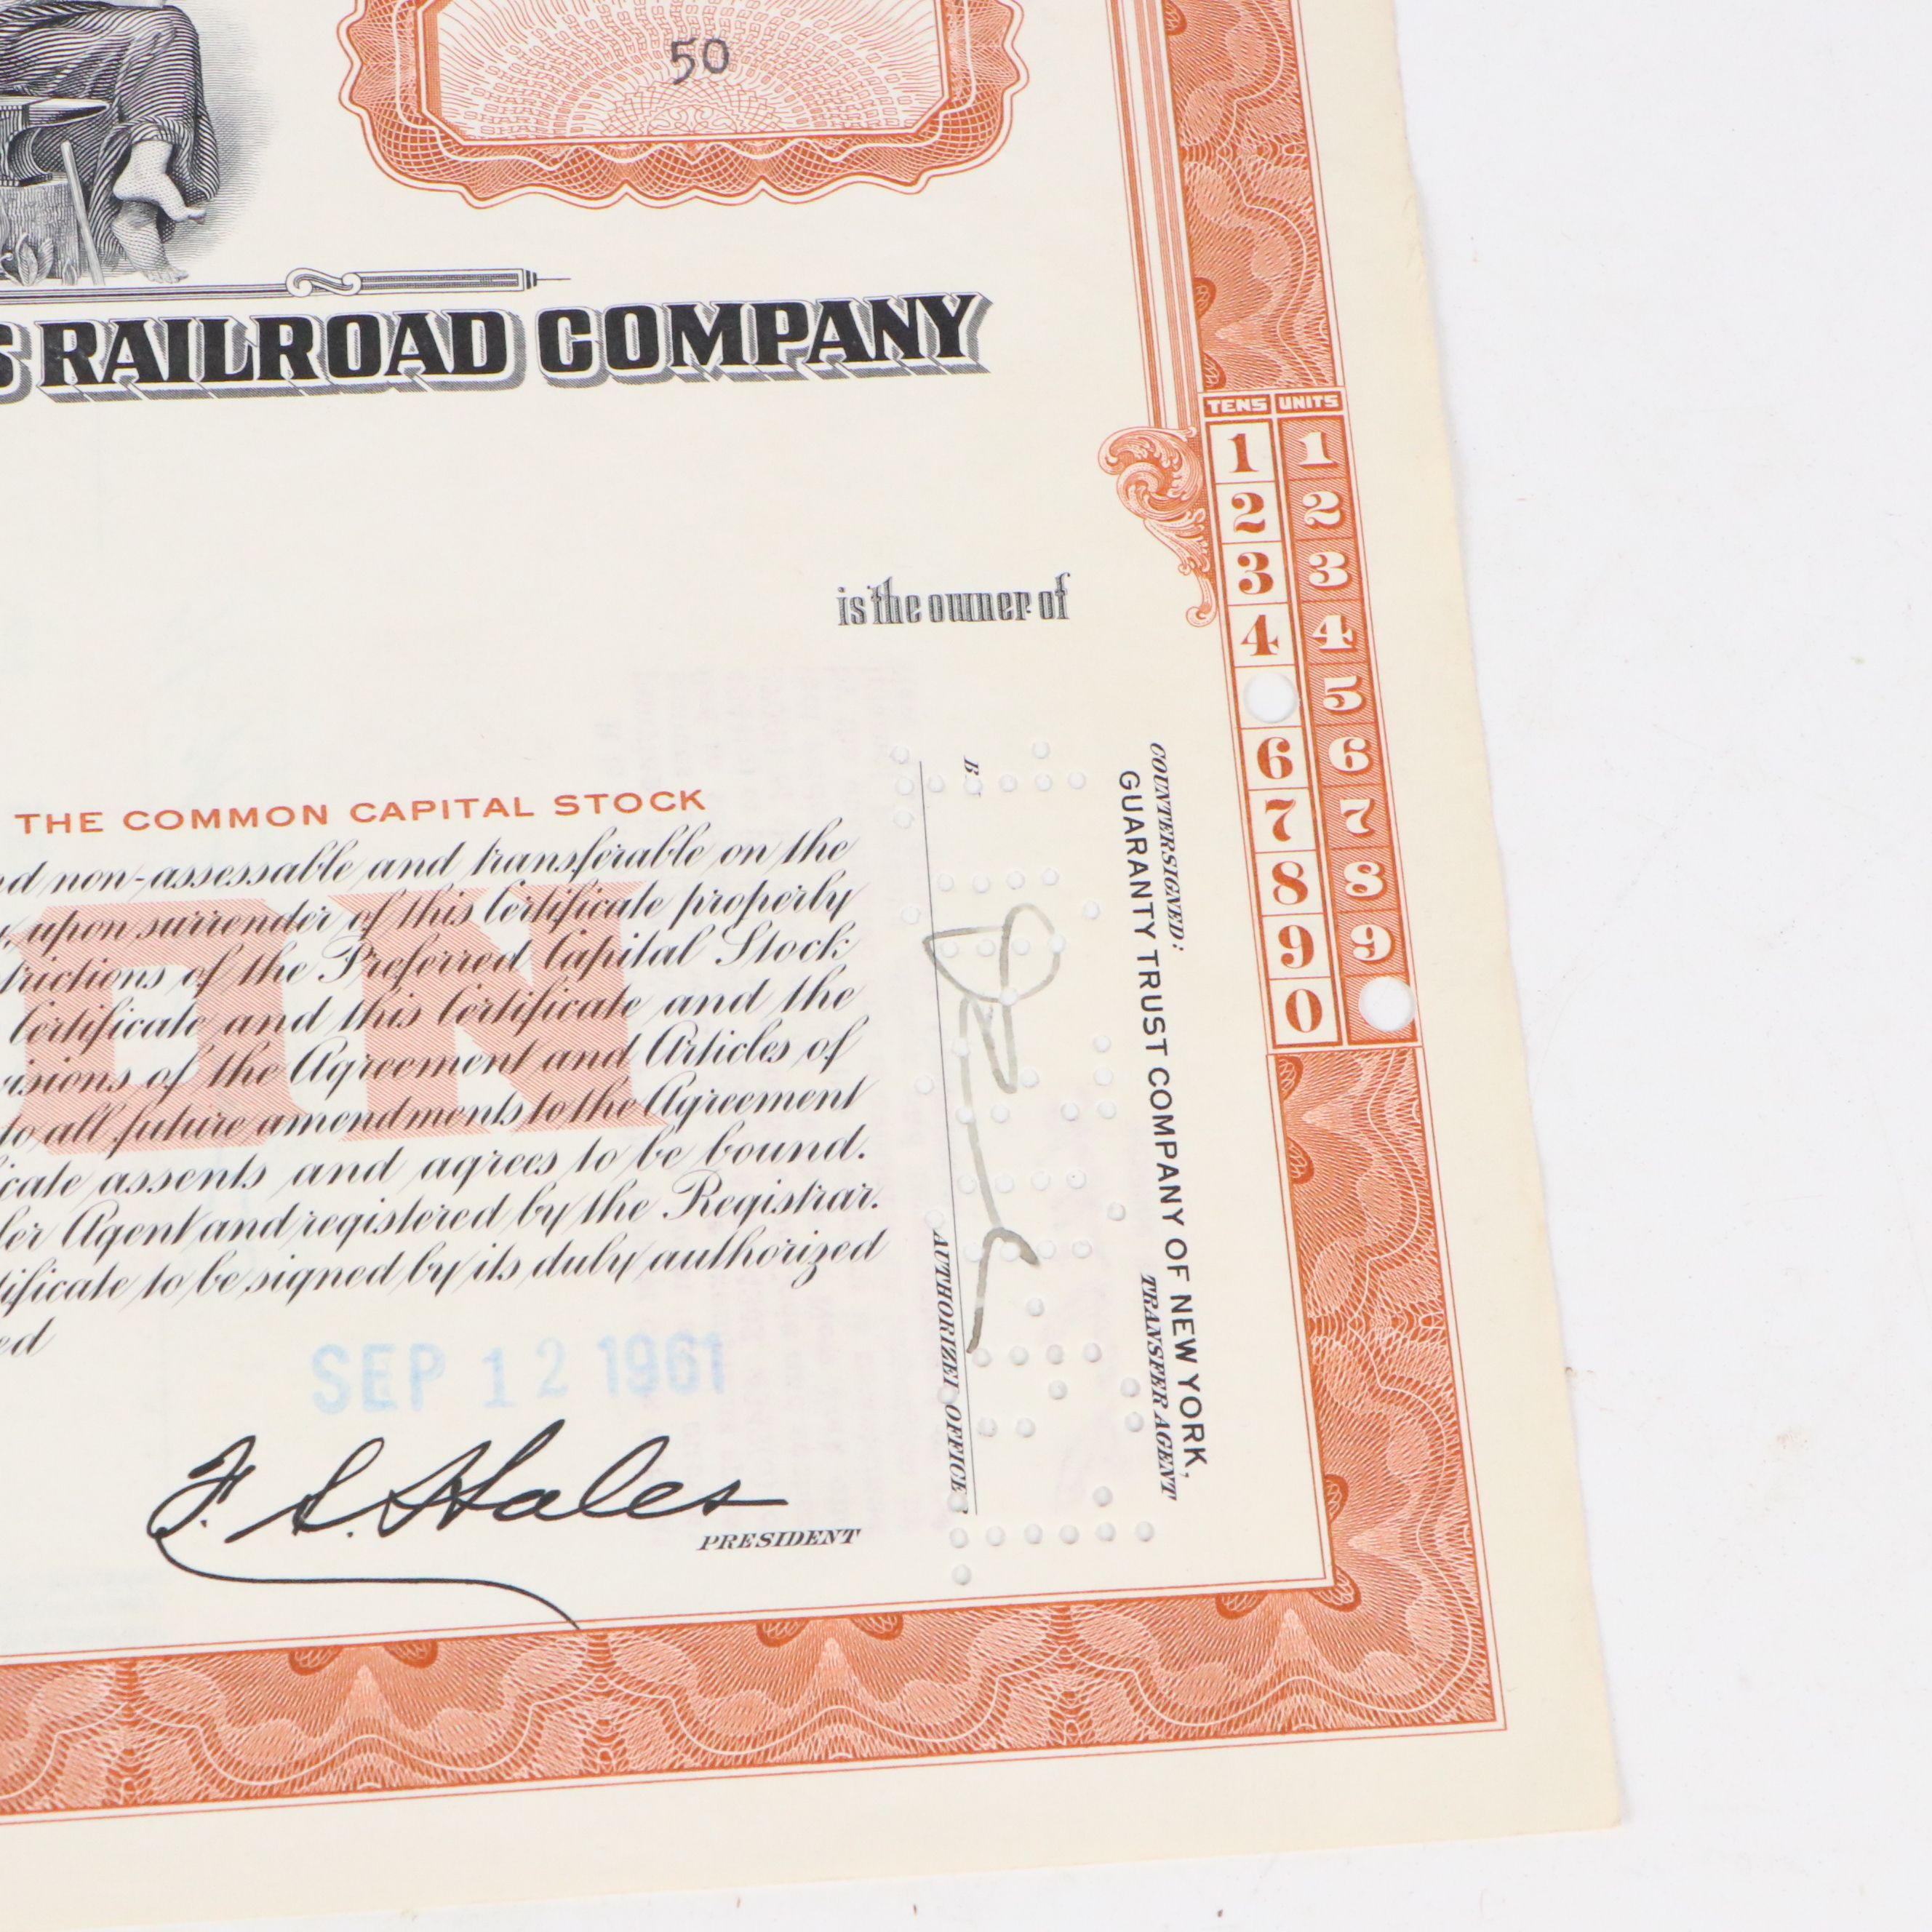 50
S RAILROAD COMPANY
TENS UNITS
1 1
2 2
3 3
4 4
5
6 6
7 7
8 8
9 9
0
is the owner of
THE COMMON CAPITAL STOCK
d non-assessable and transferable on the
upon surrender of this Certificate properly
rictions of the Preferred Capital Stock
Certificate and this Certificate and the
visions of the Agreement and Articles of
to all future amendments to the Agreement
icate assents and agrees to be bound.
fer Agent and registered by the Registrar.
tificate to be signed by its duly authorized
ed
SEP 12 1961
F. S. Hales
PRESIDENT
COUNTERSIGNED:
GUARANTY TRUST COMPANY OF NEW YORK,
TRANSFER AGENT
B
AUTHORIZED OFFICER